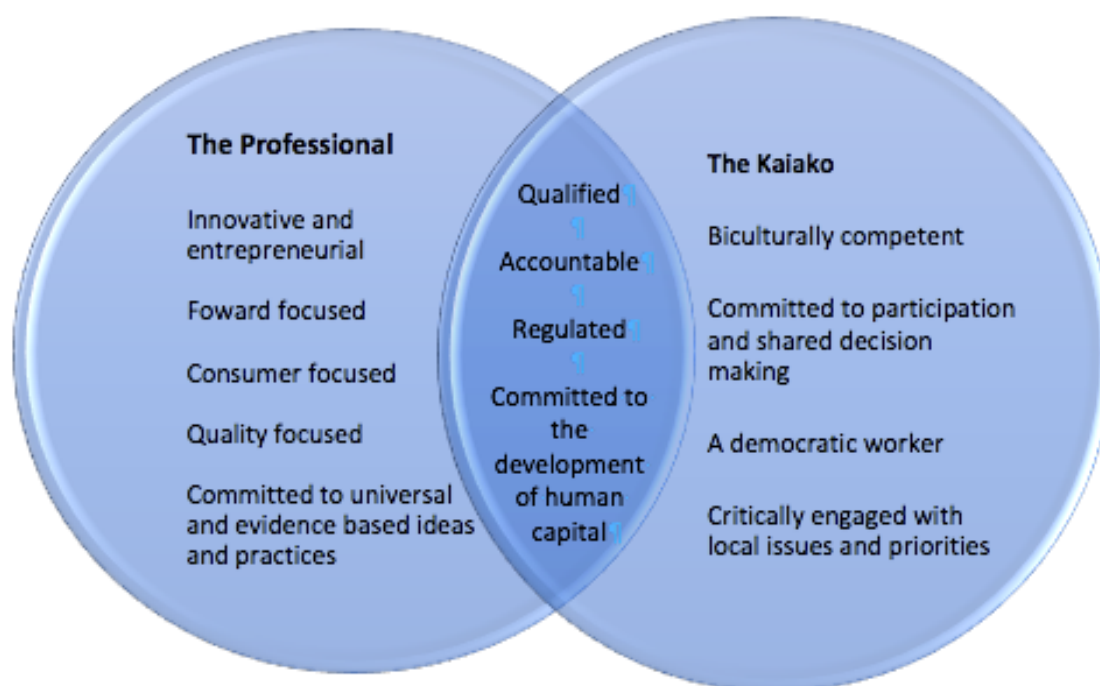 The Professional
Innovative and
entrepreneurial
Foward focused
Consumer focused
Quality focused
Committed to universal
and evidence based ideas
and practices
Qualified¶
¶
Accountable¶
¶
Regulated¶
¶
Committed to
the
development
of human
capital¶
The Kaiako
Biculturally competent
Committed to participation
and shared decision
making
A democratic worker
Critically engaged with
local issues and priorities